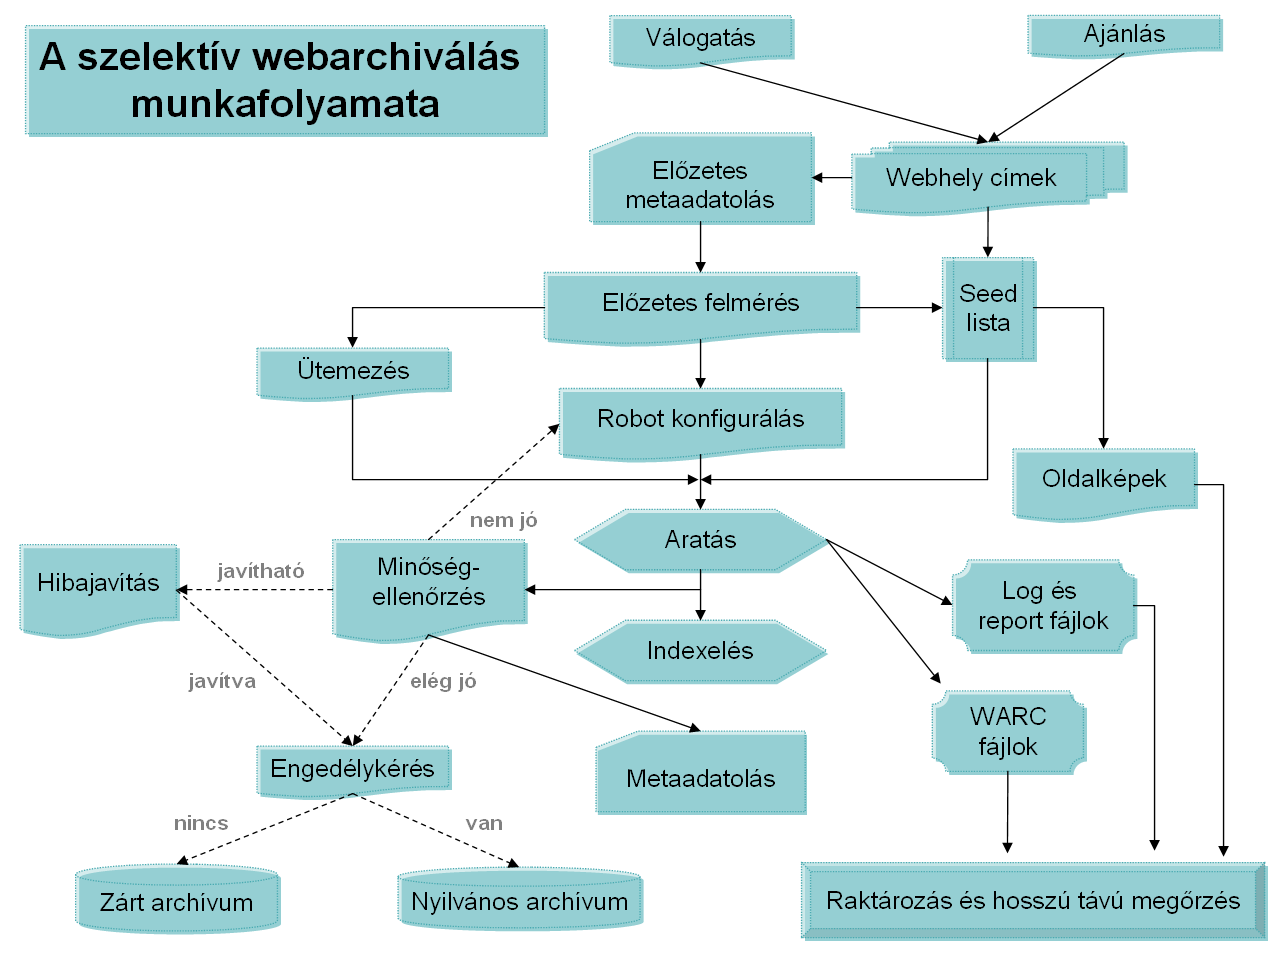 A szelektív webarchiválás
munkafolyamata
Válogatás
Ajánlás
Előzetes
metaadatolás
Webhely címek
Előzetes felmérés
Seed
lista
Ütemezés
Robot konfigurálás
Oldalképek
nem jó
Aratás
Hibajavítás
javítható
Minőség-
ellenőrzés
Log és
report fájlok
Indexelés
javítva
elég jó
WARC
fájlok
Engedélykérés
Metaadatolás
nincs
van
Zárt archívum
Nyilvános archívum
Raktározás és hosszú távú megőrzés